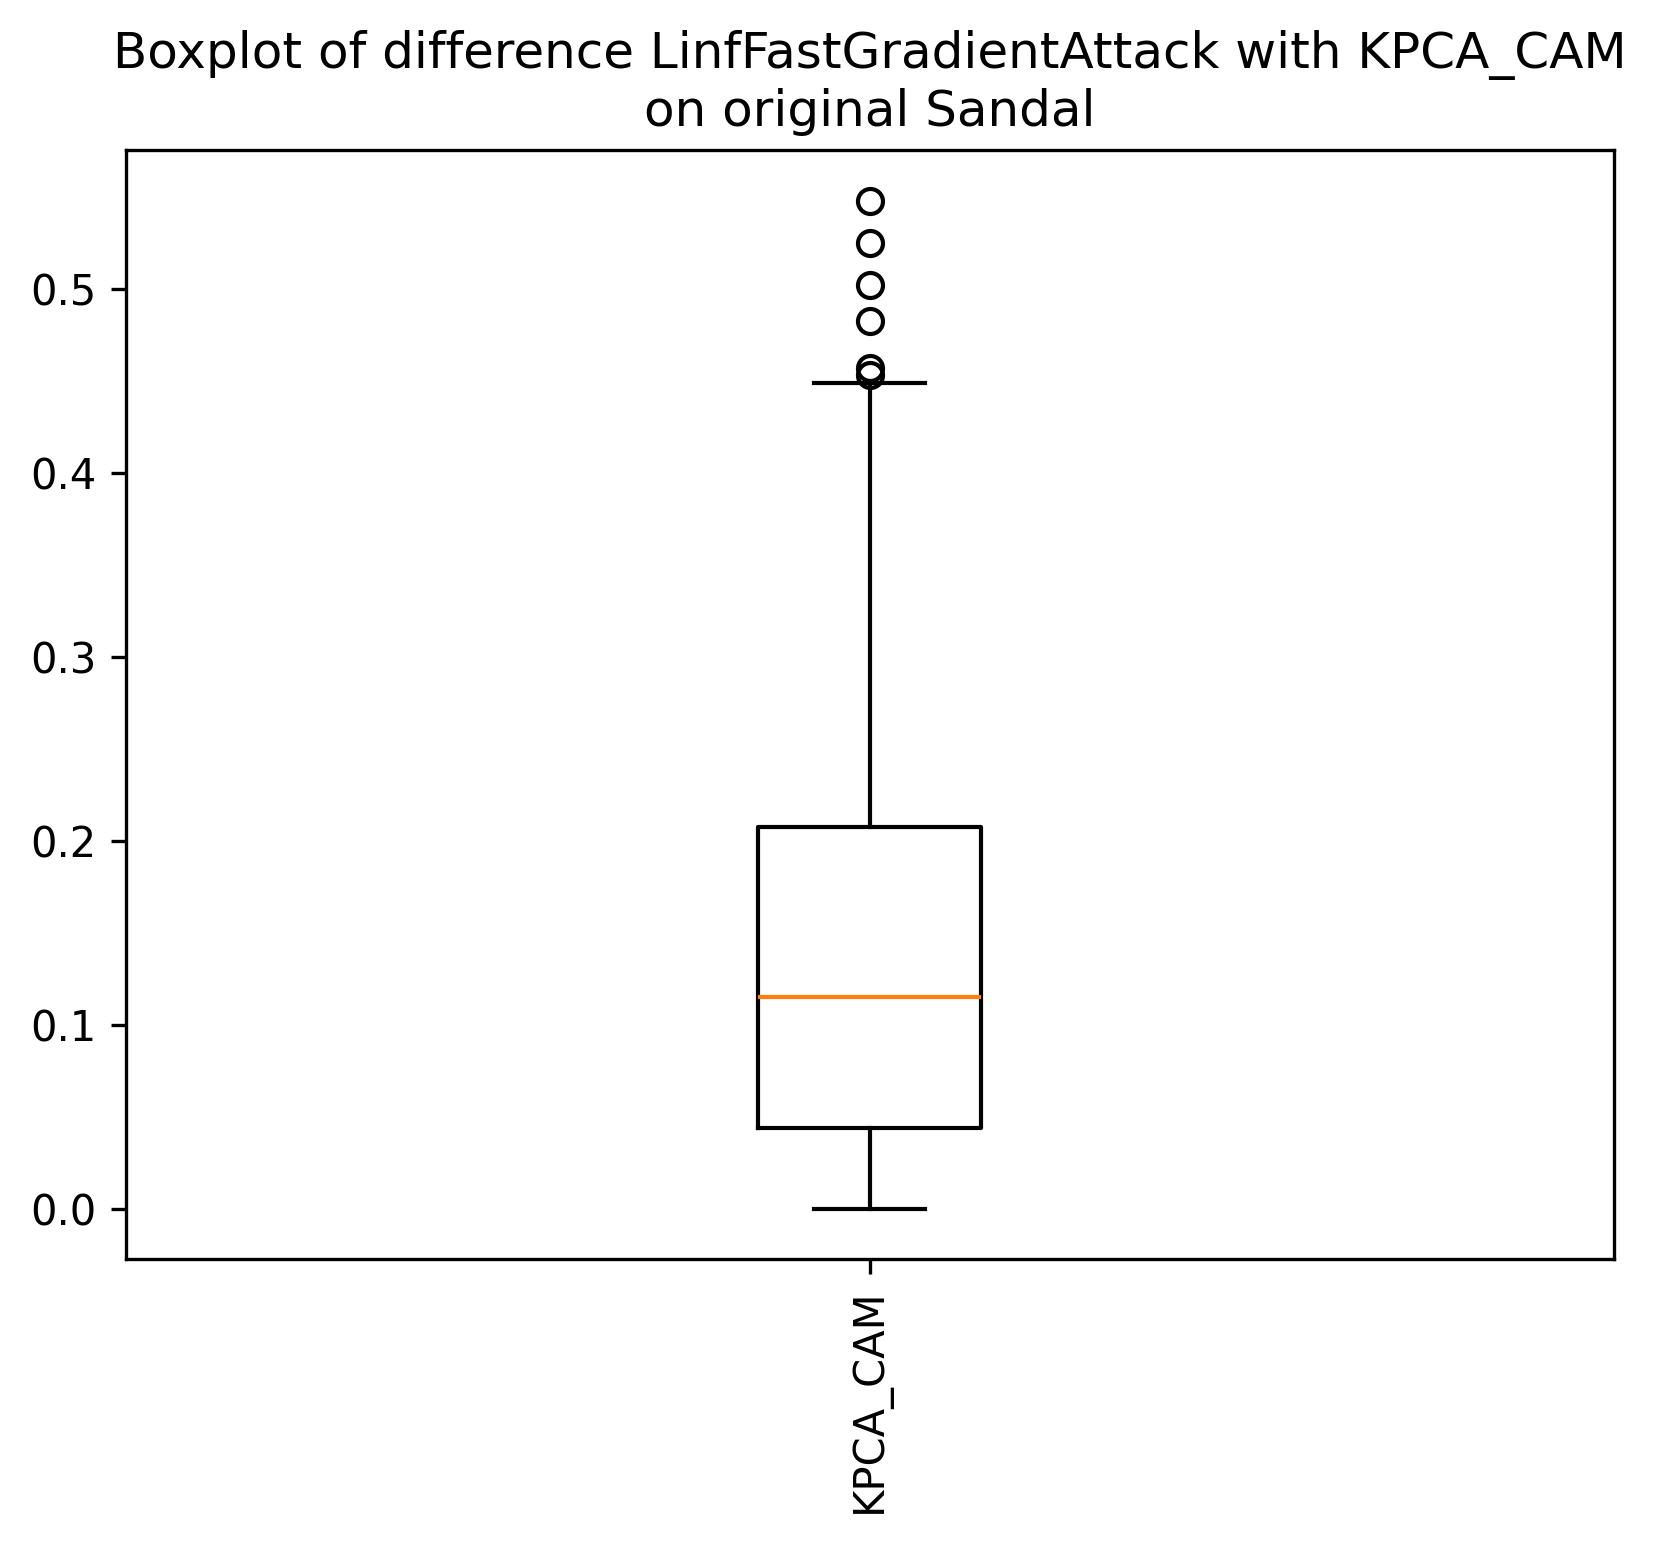 Boxplot of difference LinfFastGradientAttack with KPCA_CAM
on original Sandal
0.5
0.4
0.3
0.2
0.1
0.0
KPCA_CAM